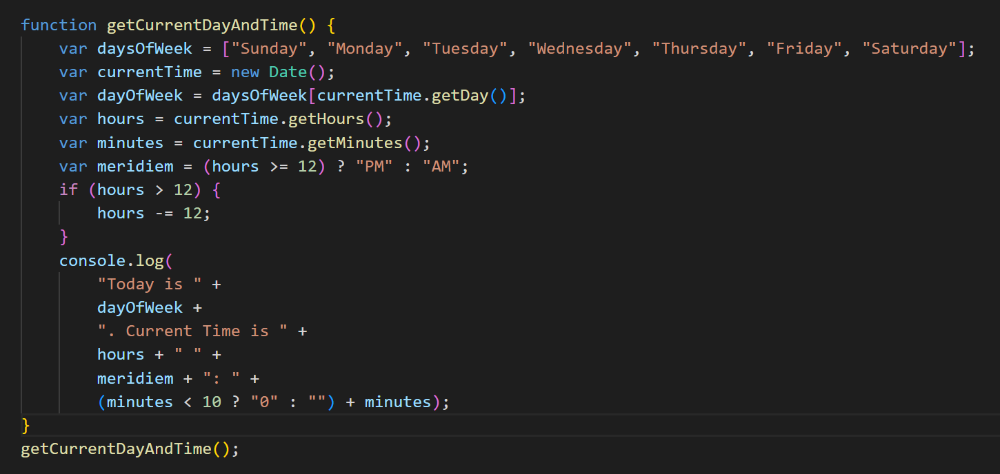 function getCurrentDayAndTime() {
    var daysOfWeek = ["Sunday", "Monday", "Tuesday", "Wednesday", "Thursday", "Friday", "Saturday"];
    var currentTime = new Date();
    var dayOfWeek = daysOfWeek[currentTime.getDay()];
    var hours = currentTime.getHours();
    var minutes = currentTime.getMinutes();
    var meridiem = (hours >= 12) ? "PM" : "AM";
    if (hours > 12) {
        hours -= 12;
    }
    console.log(
        "Today is " +
        dayOfWeek +
        ". Current Time is " +
        hours + " " +
        meridiem + ": " +
        (minutes < 10 ? "0" : "") + minutes);
}
getCurrentDayAndTime();